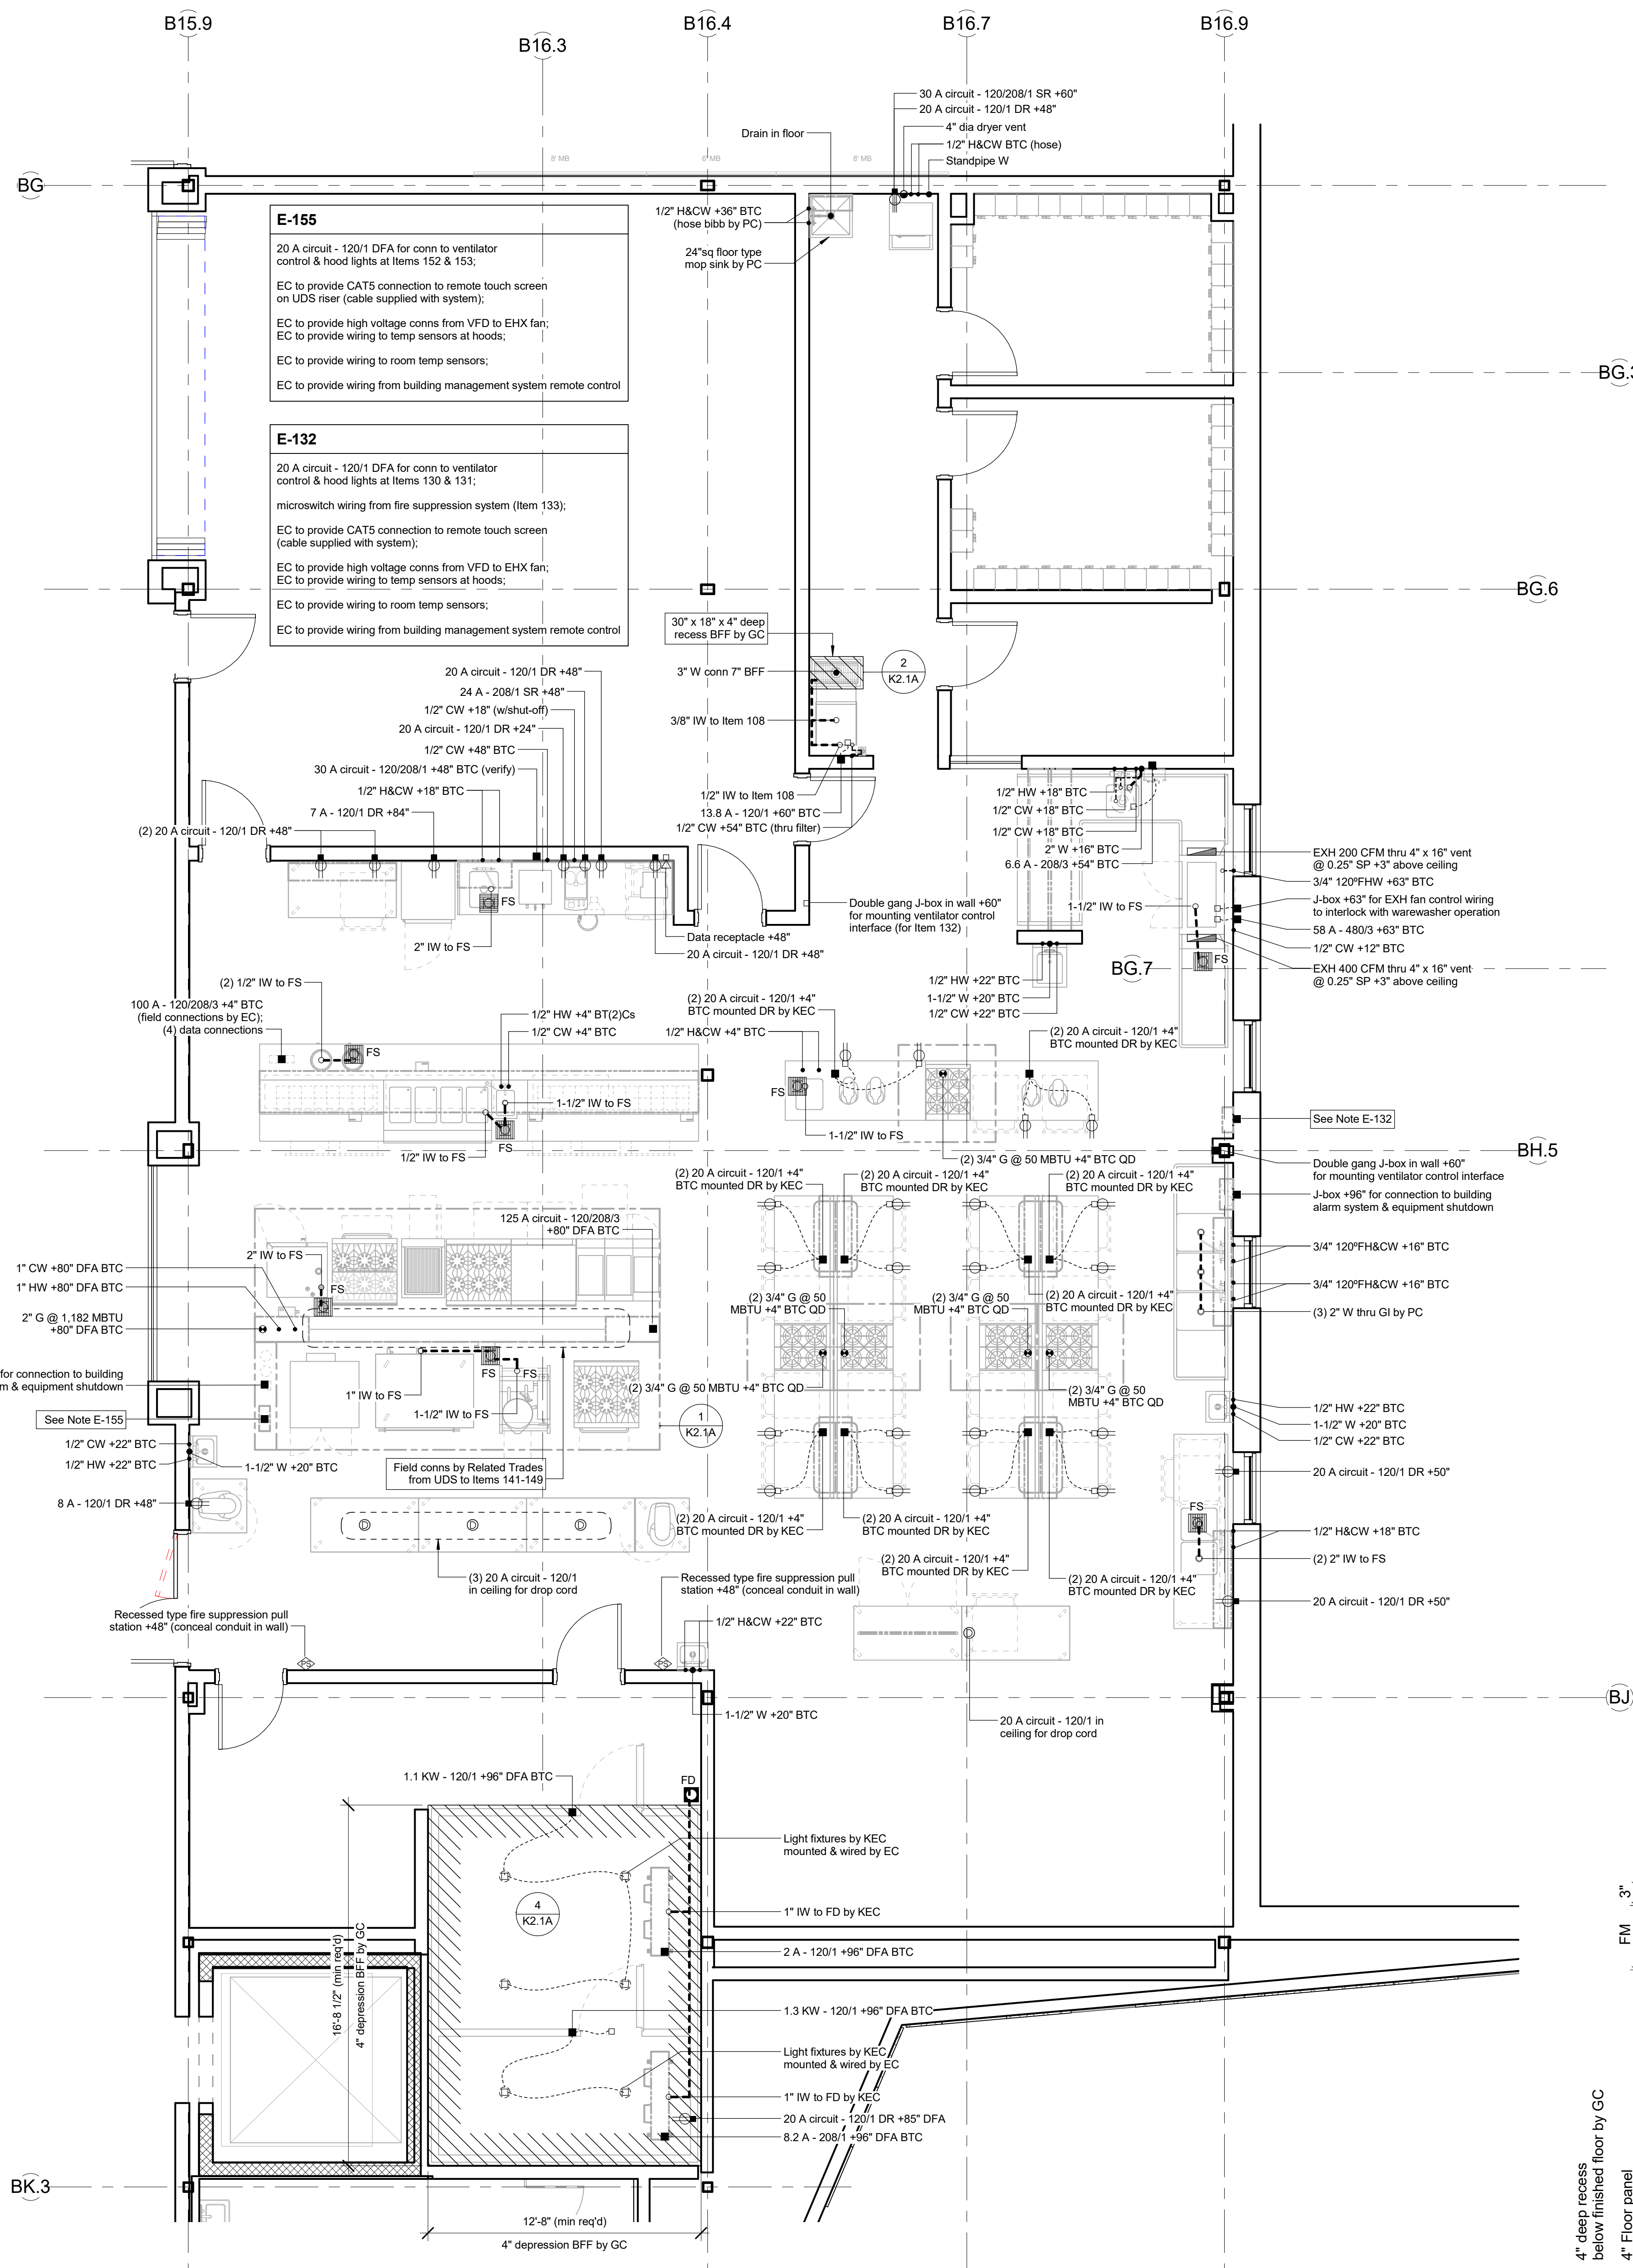 B15.9
B16.3
B16.4
B16.7
B16.9
30 A circuit - 120/208/1 SR +60"
20 A circuit - 120/1 DR +48"
4" dia dryer vent
1/2" H&CW BTC (hose)
Standpipe W
Drain in floor
8' MB
6' MB
8' MB
BG
1/2" H&CW +36" BTC
(hose bibb by PC)
24"sq floor type
mop sink by PC
E-155
20 A circuit - 120/1 DFA for conn to ventilator
control & hood lights at Items 152 & 153;
EC to provide CAT5 connection to remote touch screen
on UDS riser (cable supplied with system);
EC to provide high voltage conns from VFD to EHX fan;
EC to provide wiring to temp sensors at hoods;
EC to provide wiring to room temp sensors;
EC to provide wiring from building management system remote control
E-132
20 A circuit - 120/1 DFA for conn to ventilator
control & hood lights at Items 130 & 131;
microswitch wiring from fire suppression system (Item 133);
EC to provide CAT5 connection to remote touch screen
(cable supplied with system);
EC to provide high voltage conns from VFD to EHX fan;
EC to provide wiring to temp sensors at hoods;
EC to provide wiring to room temp sensors;
EC to provide wiring from building management system remote control
BG.6
30" x 18" x 4" deep
recess BFF by GC
3" W conn 7" BFF
2
K2.1A
3/8" IW to Item 108
1/2" IW to Item 108
13.8 A - 120/1 +60" BTC
1/2" CW +54" BTC (thru filter)
20 A circuit - 120/1 DR +48"
24 A - 208/1 SR +48"
1/2" CW +18" (w/shut-off)
20 A circuit - 120/1 DR +24"
1/2" CW +48" BTC
30 A circuit - 120/208/1 +48" BTC (verify)
1/2" H&CW +18" BTC
7 A - 120/1 DR +84"
(2) 20 A circuit - 120/1 DR +48"
1/2" HW +18" BTC
1/2" CW +18" BTC
1/2" CW +18" BTC
2" W +16" BTC
6.6 A - 208/3 +54" BTC
EXH 200 CFM thru 4" x 16" vent
@ 0.25" SP +3" above ceiling
3/4" 120ºFHW +63" BTC
J-box +63" for EXH fan control wiring
to interlock with warewasher operation
58 A - 480/3 +63" BTC
1/2" CW +12" BTC
EXH 400 CFM thru 4" x 16" vent
@ 0.25" SP +3" above ceiling
1-1/2" IW to FS
FS
FS
2" IW to FS
Double gang J-box in wall +60"
for mounting ventilator control
interface (for Item 132)
Data receptacle +48"
20 A circuit - 120/1 DR +48"
BG.7
1/2" HW +22" BTC
1-1/2" W +20" BTC
1/2" CW +22" BTC
(2) 1/2" IW to FS
100 A - 120/208/3 +4" BTC
(field connections by EC);
(4) data connections
FS
1/2" HW +4" BT(2)Cs
1/2" CW +4" BTC
(2) 20 A circuit - 120/1 +4"
BTC mounted DR by KEC
1/2" H&CW +4" BTC
(2) 20 A circuit - 120/1 +4"
BTC mounted DR by KEC
FS
1-1/2" IW to FS
FS
1/2" IW to FS
1-1/2" IW to FS
(2) 3/4" G @ 50 MBTU +4" BTC QD
See Note E-132
BH.5
Double gang J-box in wall +60"
for mounting ventilator control interface
J-box +96" for connection to building
alarm system & equipment shutdown
(2) 20 A circuit - 120/1 +4"
BTC mounted DR by KEC
(2) 20 A circuit - 120/1 +4"
BTC mounted DR by KEC
(2) 20 A circuit - 120/1 +4"
BTC mounted DR by KEC
125 A circuit - 120/208/3
+80" DFA BTC
2" IW to FS
FS
1" CW +80" DFA BTC
1" HW +80" DFA BTC
2" G @ 1,182 MBTU
+80" DFA BTC
for connection to building
& equipment shutdown
3/4" 120ºFH&CW +16" BTC
3/4" 120ºFH&CW +16" BTC
(3) 2" W thru GI by PC
(2) 3/4" G @ 50
MBTU +4" BTC QD
(2) 3/4" G @ 50
MBTU +4" BTC QD
(2) 20 A circuit - 120/1 +4"
BTC mounted DR by KEC
FS
FS
1" IW to FS
1-1/2" IW to FS
(2) 3/4" G @ 50 MBTU +4" BTC QD
(2) 3/4" G @ 50
MBTU +4" BTC QD
See Note E-155
1
K2.1A
1/2" CW +22" BTC
1/2" HW +22" BTC
1-1/2" W +20" BTC
Field conns by Related Trades
from UDS to Items 141-149
8 A - 120/1 DR +48"
1/2" HW +22" BTC
1-1/2" W +20" BTC
1/2" CW +22" BTC
20 A circuit - 120/1 DR +50"
FS
1/2" H&CW +18" BTC
(2) 2" IW to FS
20 A circuit - 120/1 DR +50"
D
D
D
(3) 20 A circuit - 120/1
in ceiling for drop cord
(2) 20 A circuit - 120/1 +4"
BTC mounted DR by KEC
(2) 20 A circuit - 120/1 +4"
BTC mounted DR by KEC
(2) 20 A circuit - 120/1 +4"
BTC mounted DR by KEC
(2) 20 A circuit - 120/1 +4"
BTC mounted DR by KEC
Recessed type fire suppression pull
station +48" (conceal conduit in wall)
Recessed type fire suppression pull
station +48" (conceal conduit in wall)
PS
PS
1/2" H&CW +22" BTC
D
1-1/2" W +20" BTC
20 A circuit - 120/1 in
ceiling for drop cord
BJ
1.1 KW - 120/1 +96" DFA BTC
FD
Light fixtures by KEC
mounted & wired by EC
4
K2.1A
1" IW to FD by KEC
2 A - 120/1 +96" DFA BTC
16'-8 1/2" (min req'd)
4" depression BFF by GC
1.3 KW - 120/1 +96" DFA BTC
Light fixtures by KEC
mounted & wired by EC
1" IW to FD by KEC
20 A circuit - 120/1 DR +85" DFA
8.2 A - 208/1 +96" DFA BTC
BK.3
12'-8" (min req'd)
4" depression BFF by GC
FM
3"
4" deep recess
below finished floor by GC
4" Floor panel